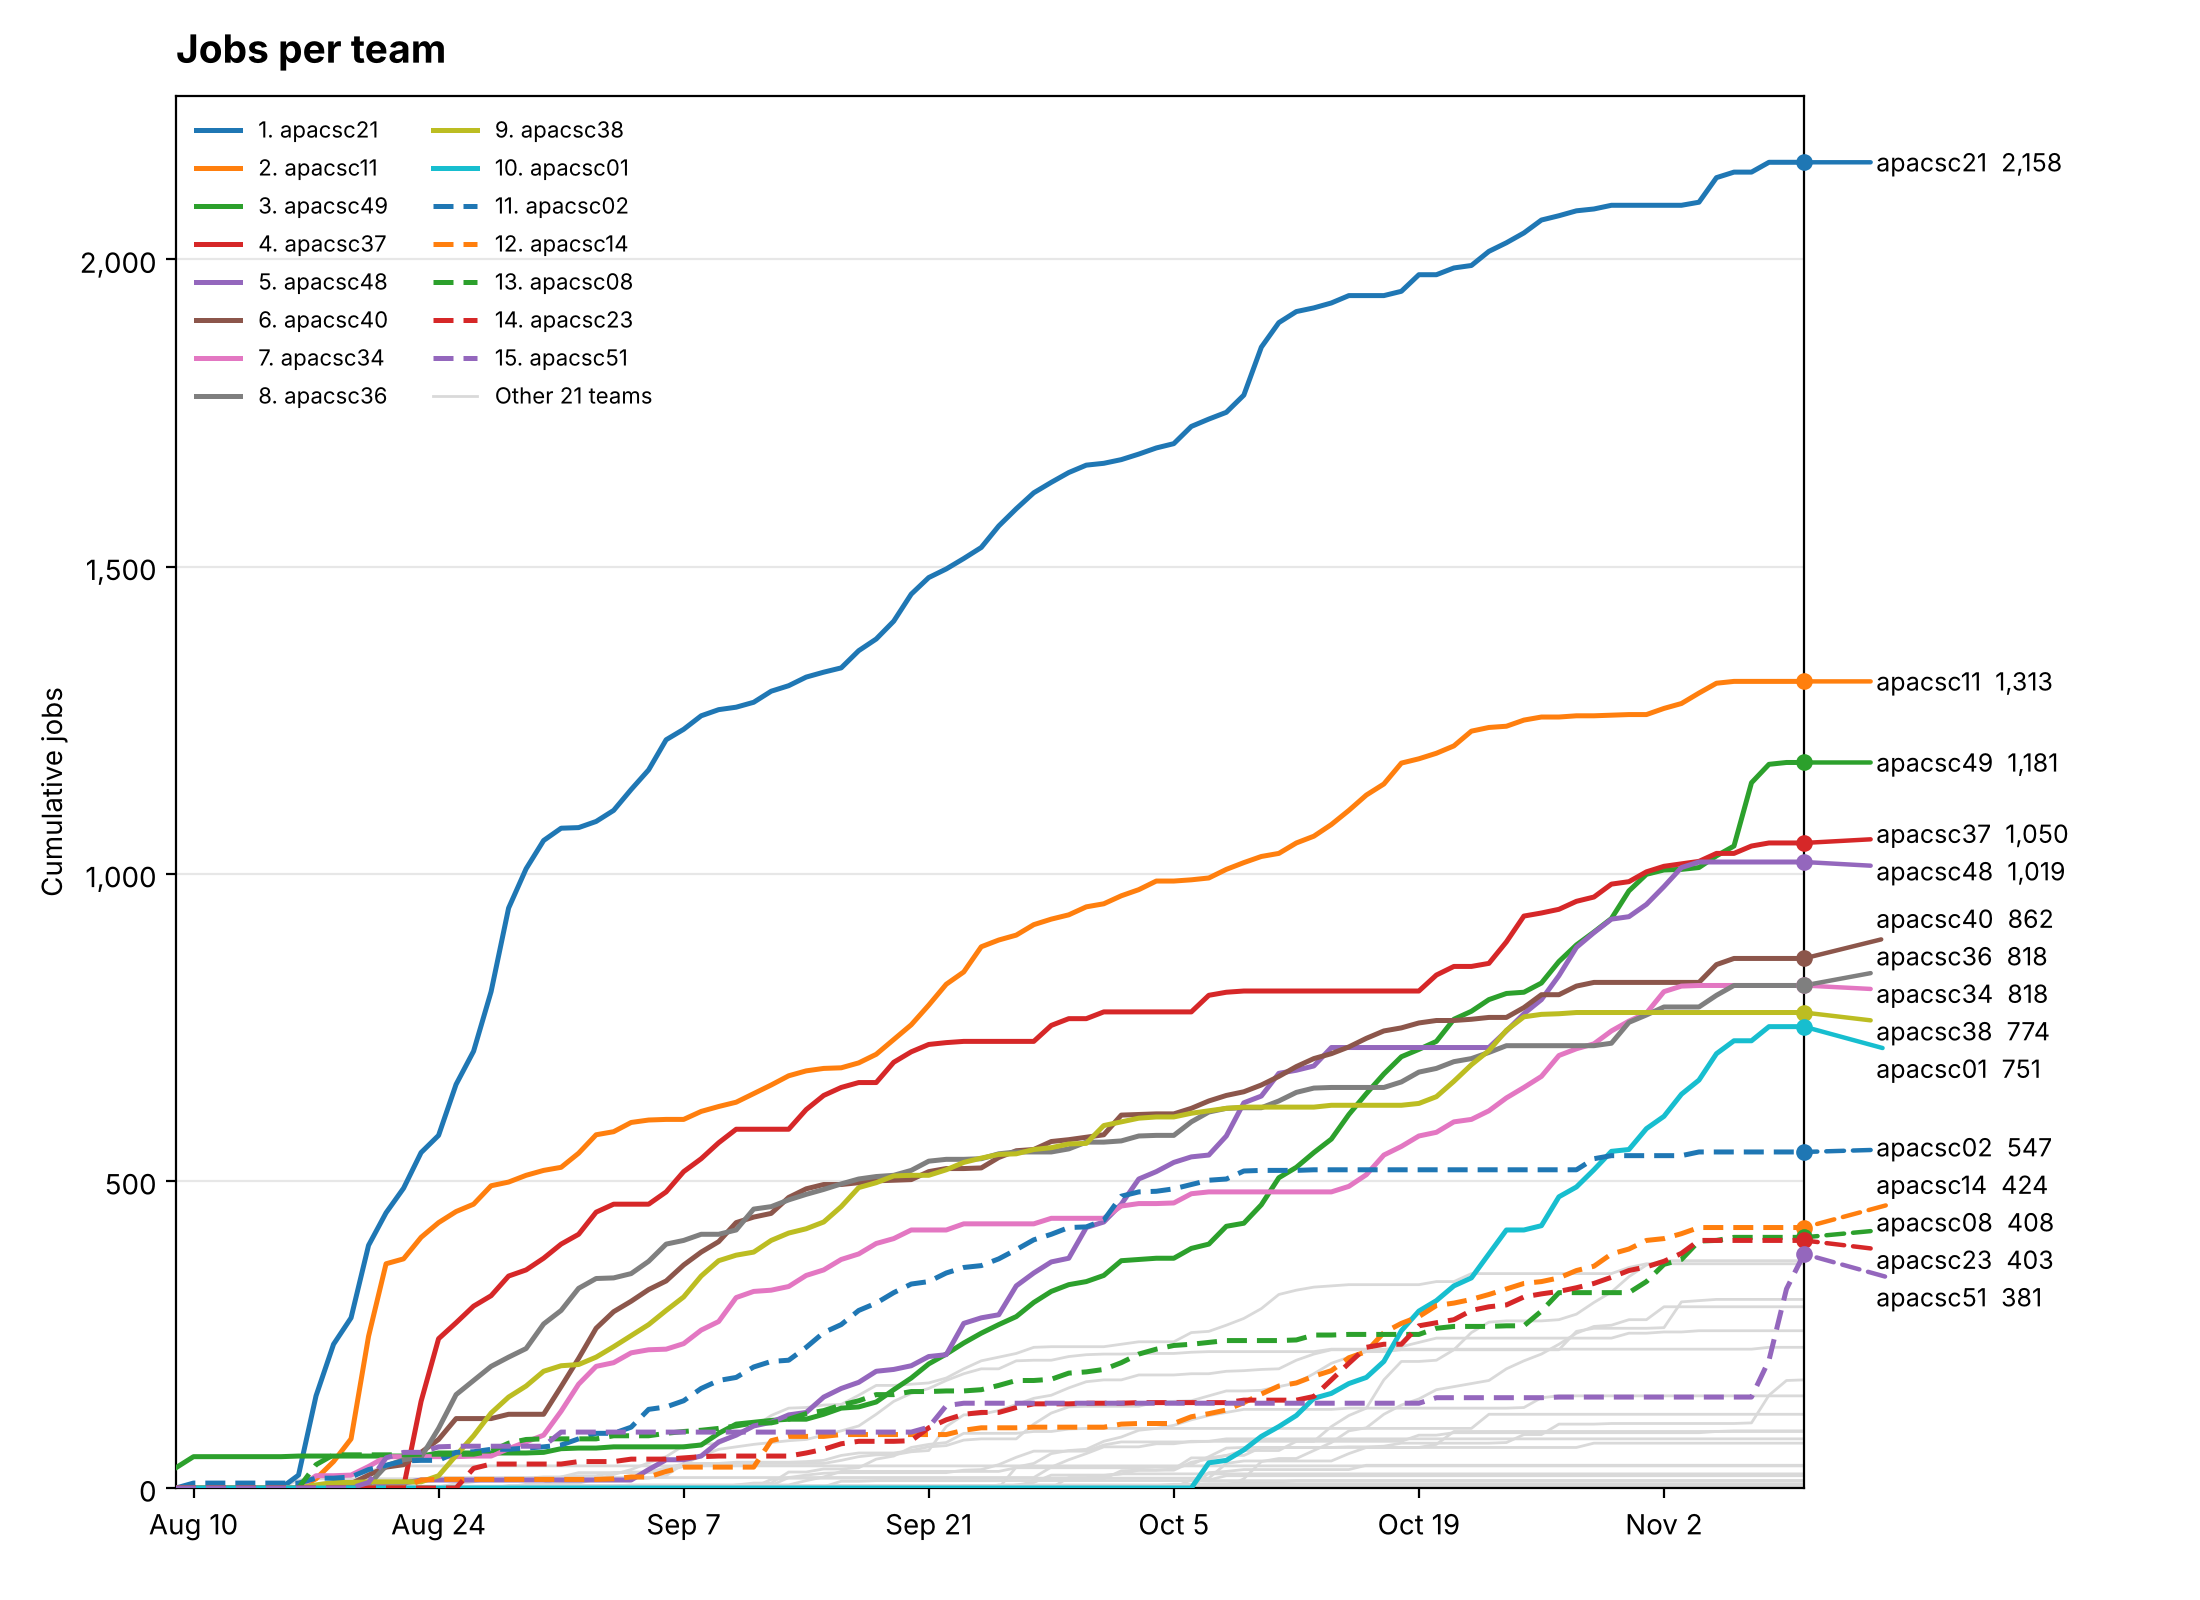 Jobs per team
1. apacsc21
2. apacsc11
3. apacsc49
4. apacsc37
5. apacsc48
6. apacsc40
7. apacsc34
8. apacsc36
9. apacsc38
10. apacsc01
11. apacsc02
12. apacsc14
13. apacsc08
14. apacsc23
15. apacsc51
Other 21 teams
Cumulative jobs
2,000
1,500
1,000
500
0
Aug 10
Aug 24
Sep 7
Sep 21
Oct 5
Oct 19
Nov 2
apacsc21 2,158
apacsc11 1,313
apacsc49 1,181
apacsc37 1,050
apacsc48 1,019
apacsc40 862
apacsc36 818
apacsc34 818
apacsc38 774
apacsc01 751
apacsc02 547
apacsc14 424
apacsc08 408
apacsc23 403
apacsc51 381